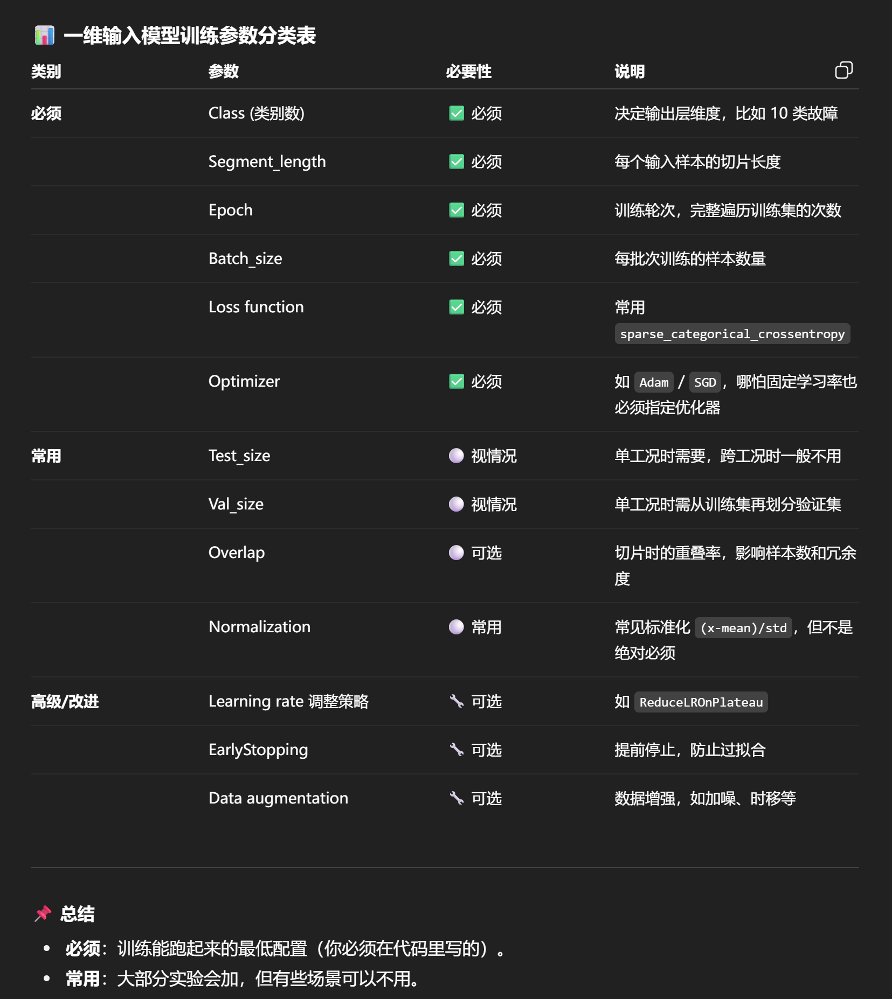 📊 一维输入模型训练参数分类表
类别 参数 必要性 说明
必须 Class (类别数) ✅ 必须 决定输出层维度，比如 10 类故障
Segment_length ✅ 必须 每个输入样本的切片长度
Epoch ✅ 必须 训练轮次，完整遍历训练集的次数
Batch_size ✅ 必须 每批次训练的样本数量
Loss function ✅ 必须 常用
sparse_categorical_crossentropy
Optimizer ✅ 必须 如 Adam / SGD，哪怕固定学习率也
必须指定优化器
常用 Test_size ⚪ 视情况 单工况时需要，跨工况时一般不用
Val_size ⚪ 视情况 单工况时需从训练集再划分验证集
Overlap ⚪ 可选 切片时的重叠率，影响样本数和冗余
度
Normalization ⚪ 常用 常见标准化 (x-mean)/std，但不是
绝对必须
高级/改进 Learning rate 调整策略 🔧 可选 如 ReduceLROnPlateau
EarlyStopping 🔧 可选 提前停止，防止过拟合
Data augmentation 🔧 可选 数据增强，如加噪、时移等
📌 总结
• 必须：训练能跑起来的最低配置（你必须在代码里写的）。
• 常用：大部分实验会加，但有些场景可以不用。